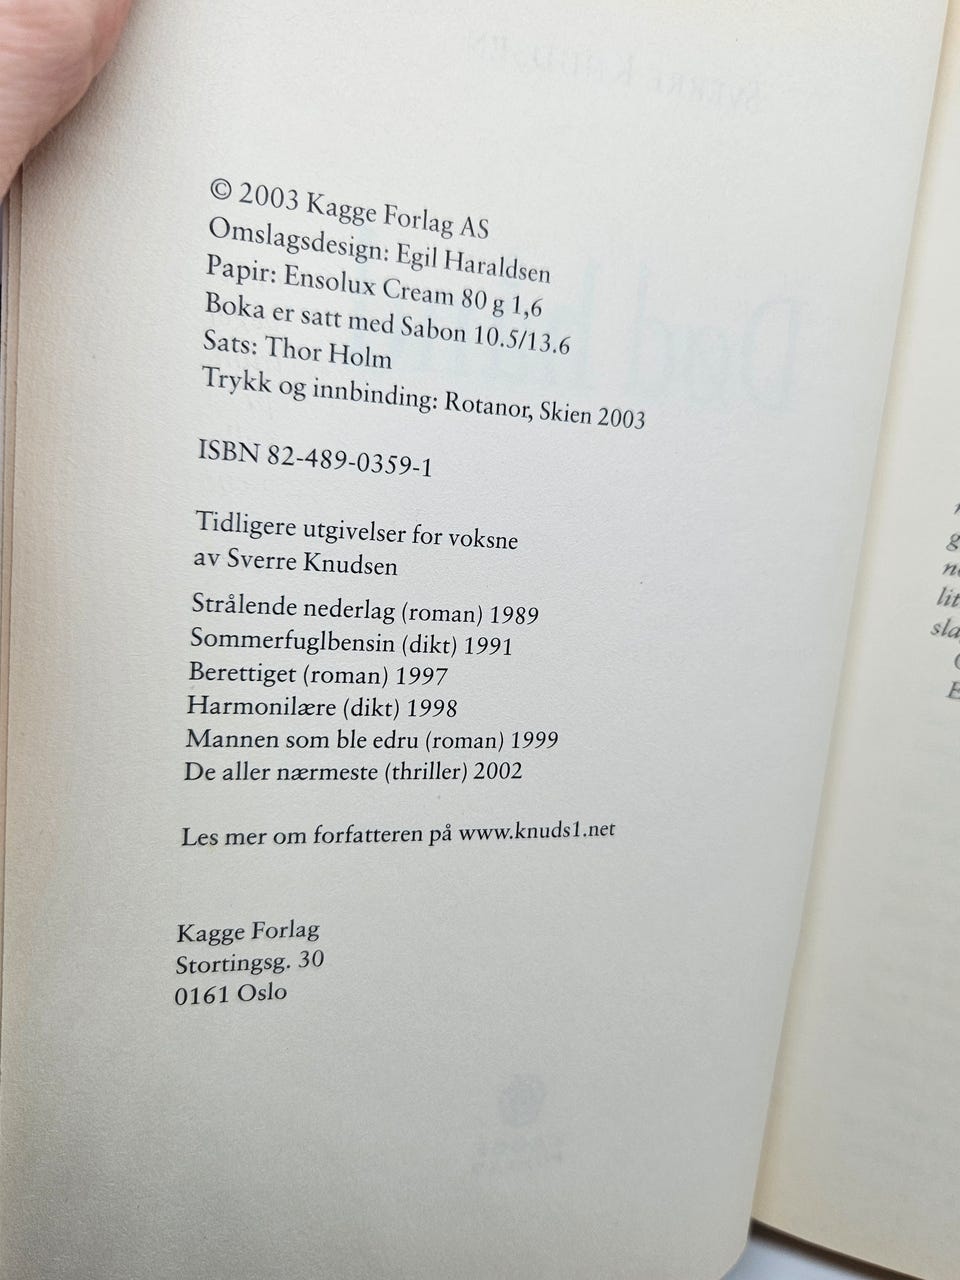 © 2003 Kagge Forlag AS
Omslagsdesign: Egil Haraldsen
Papir: Ensolux Cream 80 g 1,6
Boka er satt med Sabon 10.5/13.6
Sats: Thor Holm
Trykk og innbinding: Rotanor, Skien 2003
ISBN 82-489-0359-1
Tidligere utgivelser for voksne
av Sverre Knudsen
Strålende nederlag (roman) 1989
Sommerfuglbensin (dikt) 1991
Berettiget (roman) 1997
Harmonilære (dikt) 1998
Mannen som ble edru (roman) 1999
De aller nærmeste (thriller) 2002
Les mer om forfatteren på www.knuds1.net
Kagge Forlag
Stortingsg. 30
0161 Oslo